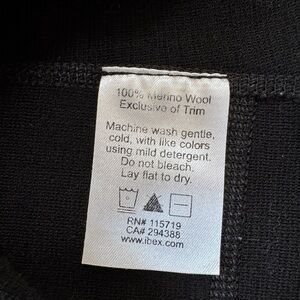 100% Merino Wool
Exclusive of Trim
Machine wash gentle,
cold, with like colors
using mild detergent.
Do not bleach.
Lay flat to dry.
RN# 115719
CA# 294388
www.ibex.com